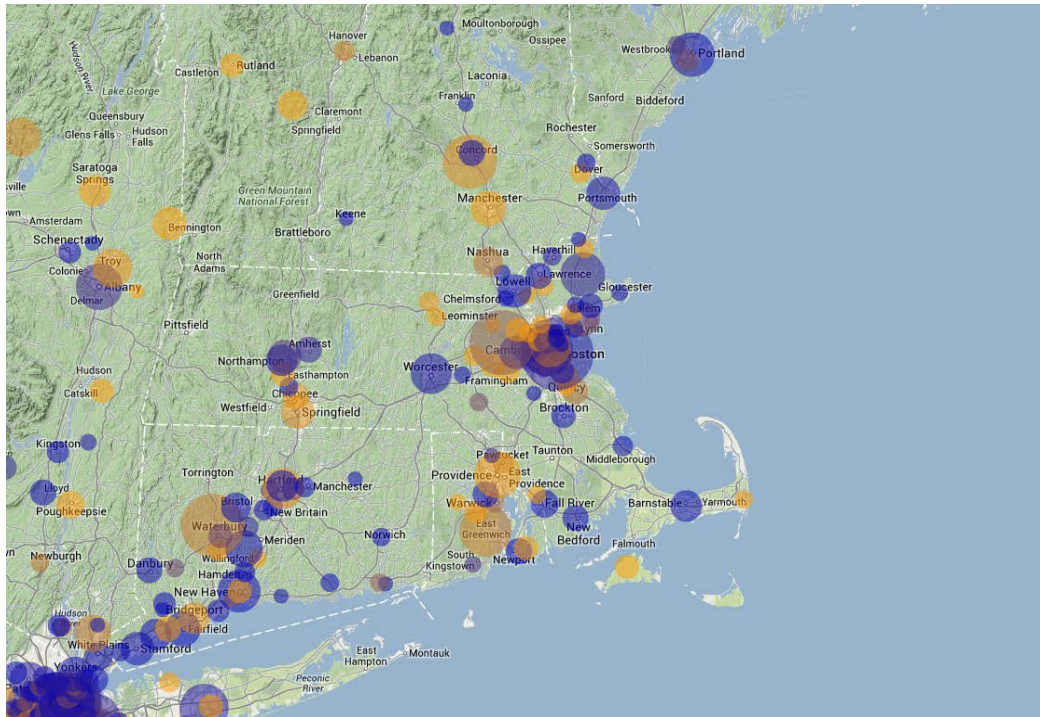 Moultonborough
Hanover
Ossipee
Westbrook
Portland
Lebanon
Hudson River
Rutland
Castleton
Laconia
Lake George
Franklin
Sanford
Biddeford
Claremont
Queensbury
Springfield
Rochester
Glens Falls
Hudson
Falls
Somersworth
Concord
Saratoga
Springs
Dover
Green Mountain
National Forest
Manchester
Portsmouth
Amsterdam
Keene
Bennington
Brattleboro
Schenectady
Nashua
Haverhill
North
Adams
Troy
Colonie
Lawrence
Lowell
Albany
Gloucester
Delmar
Greenfield
Chelmsford
Leominster
Lynn
Pittsfield
Amherst
Northampton
Worcester
Hudson
Easthampton
Framingham
Quincy
Catskill
Chicopee
Westfield
Springfield
Brockton
Kingston
Taunton
Middleborough
Pawtucket
Torrington
Providence
East
Providence
Hartford
Manchester
Lloyd
Bristol
Warwick
Fall River
Barnstable
Yarmouth
Poughkeepsie
New Britain
Waterbury
East
Greenwich
New
Bedford
Meriden
Norwich
Falmouth
Newburgh
Wallingford
South
Kingstown
Newport
Danbury
Hamden
New Haven
Hudson
River
Bridgeport
Fairfield
White Plains
Stamford
East
Hampton
Montauk
Yonkers
Peconic
River